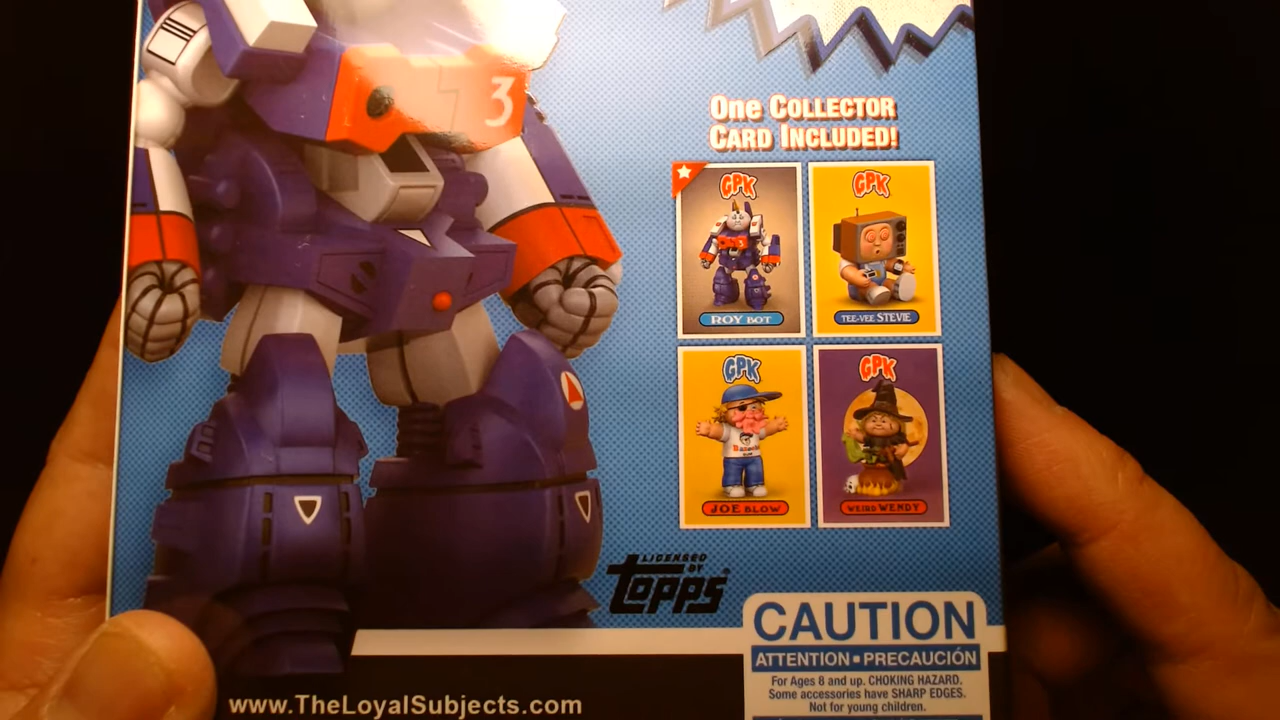 3
One COLLECTOR
CARD INCLUDED!
GPK
3
ROY BOT
GPK
TEE-VEE STEVIE
GPK
JOE BLOW
GPK
WEIRD WENDY
LICENSED
BY
topps®
CAUTION
ATTENTION • PRECAUCIÓN
For Ages 8 and up. CHOKING HAZARD.
Some accessories have SHARP EDGES.
Not for young children.
www.TheLoyalSubjects.com